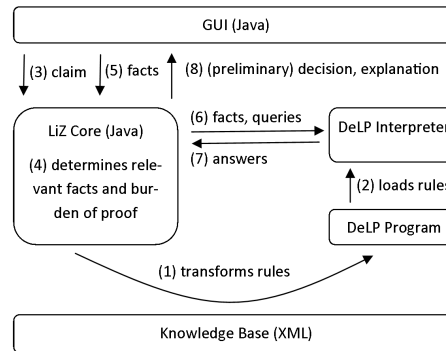 GUI (Java)
(3) claim
(5) facts
(8) (preliminary) decision, explanation
LiZ Core (Java)
(4) determines rele-
vant facts and bur-
den of proof
(6) facts, queries
(7) answers
DeLP Interpreter
(2) loads rules
DeLP Program
(1) transforms rules
Knowledge Base (XML)